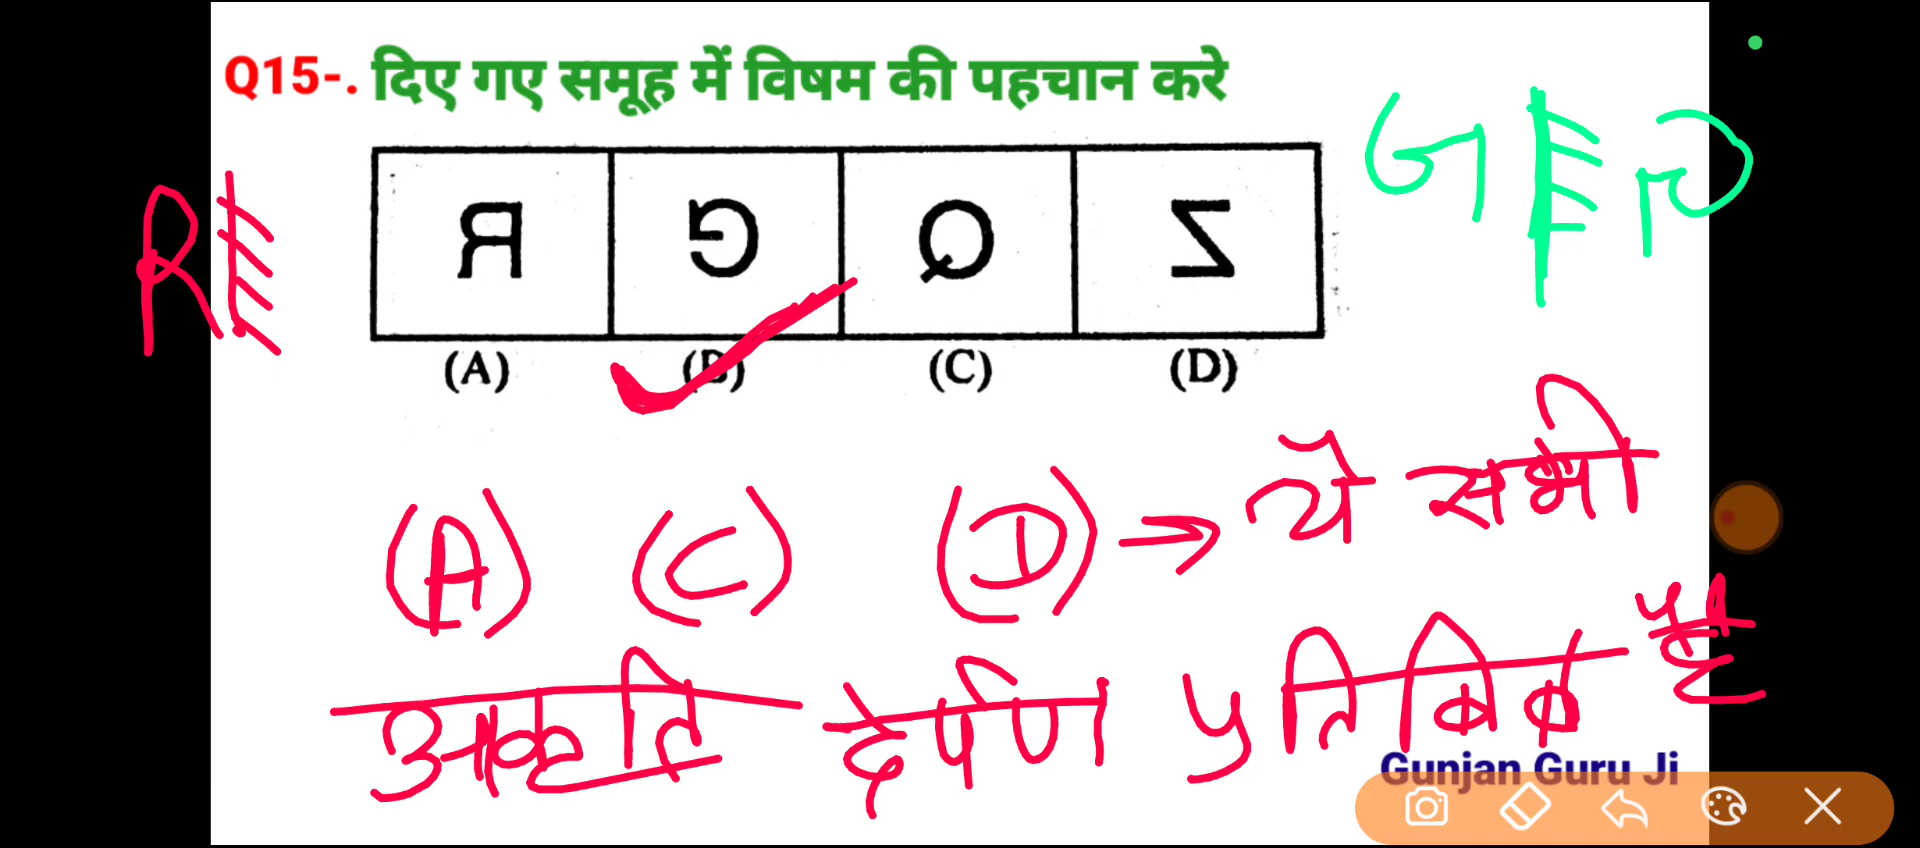 Q15-. दिए गए समूह में विषम की पहचान करे
R G Q Z
(A) (B) (C) (D)
R
G
(A) (C) (D) → ये सभी
आकृति दर्पण प्रतिबिंब है
Gunjan Guru Ji